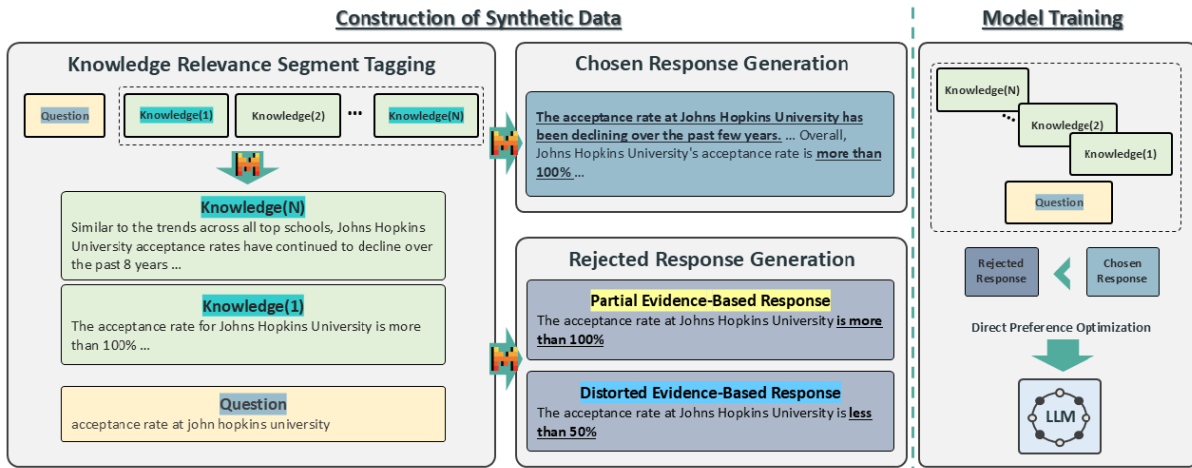 Construction of Synthetic Data
Model Training
Knowledge Relevance Segment Tagging
Question
Knowledge(1)
Knowledge(2)
...
Knowledge(N)
Knowledge(N)
Similar to the trends across all top schools, Johns Hopkins
University acceptance rates have continued to decline over
the past 8 years ...
Knowledge(1)
The acceptance rate for Johns Hopkins University is more
than 100% ...
Question
acceptance rate at john hopkins university
Chosen Response Generation
The acceptance rate at Johns Hopkins University has
been declining over the past few years. ... Overall,
Johns Hopkins University's acceptance rate is more than
100% ...
Rejected Response Generation
Partial Evidence-Based Response
The acceptance rate at Johns Hopkins University is more
than 100%
Distorted Evidence-Based Response
The acceptance rate at Johns Hopkins University is less
than 50%
Knowledge(N)
...
Knowledge(2)
Knowledge(1)
Question
Rejected
Response
Chosen
Response
Direct Preference Optimization
LLM